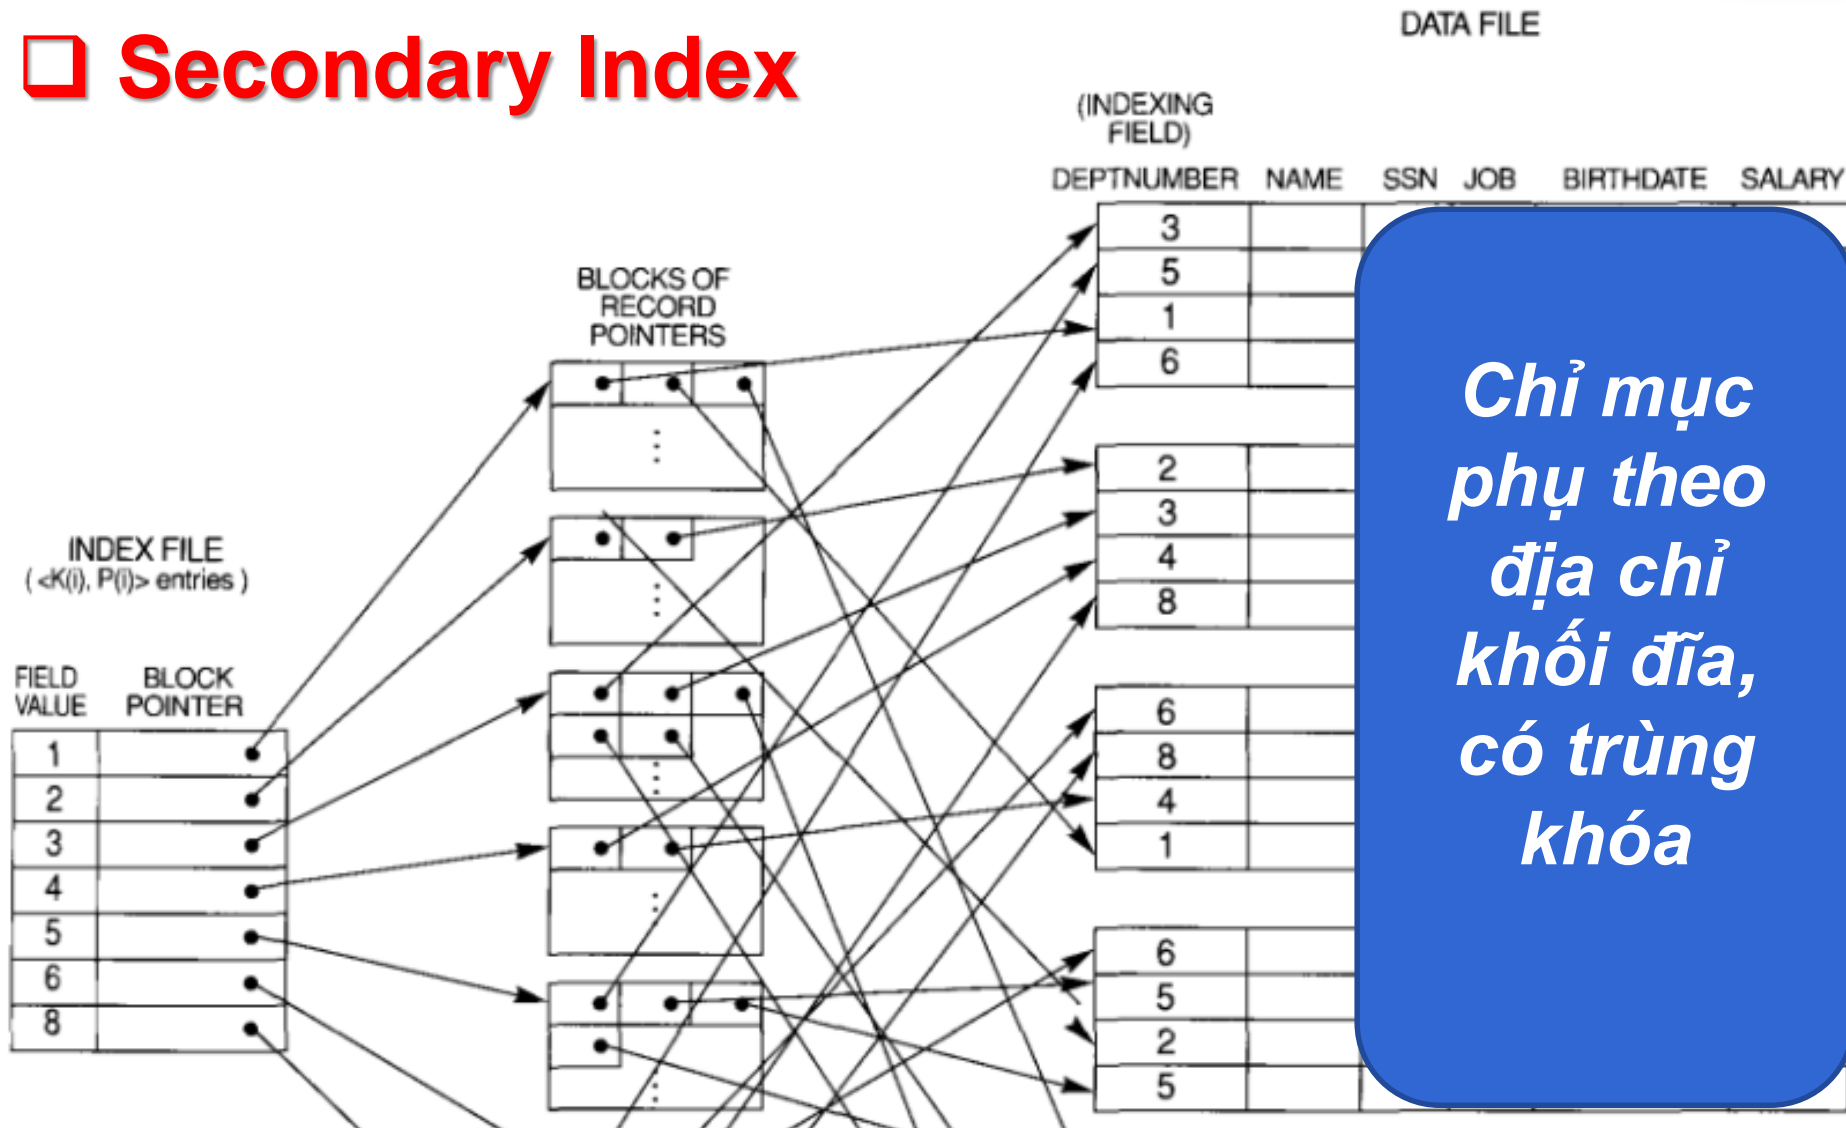 ❑ Secondary Index
DATA FILE
(INDEXING
FIELD)
DEPTNUMBER NAME SSN JOB BIRTHDATE SALARY
3
5
1
6
2
3
4
8
6
8
4
1
6
5
2
5
BLOCKS OF
RECORD
POINTERS
INDEX FILE
( <K(i), P(i)> entries )
FIELD
VALUE
BLOCK
POINTER
1
2
3
4
5
6
8
Chỉ mục
phụ theo
địa chỉ
khối đĩa,
có trùng
khóa